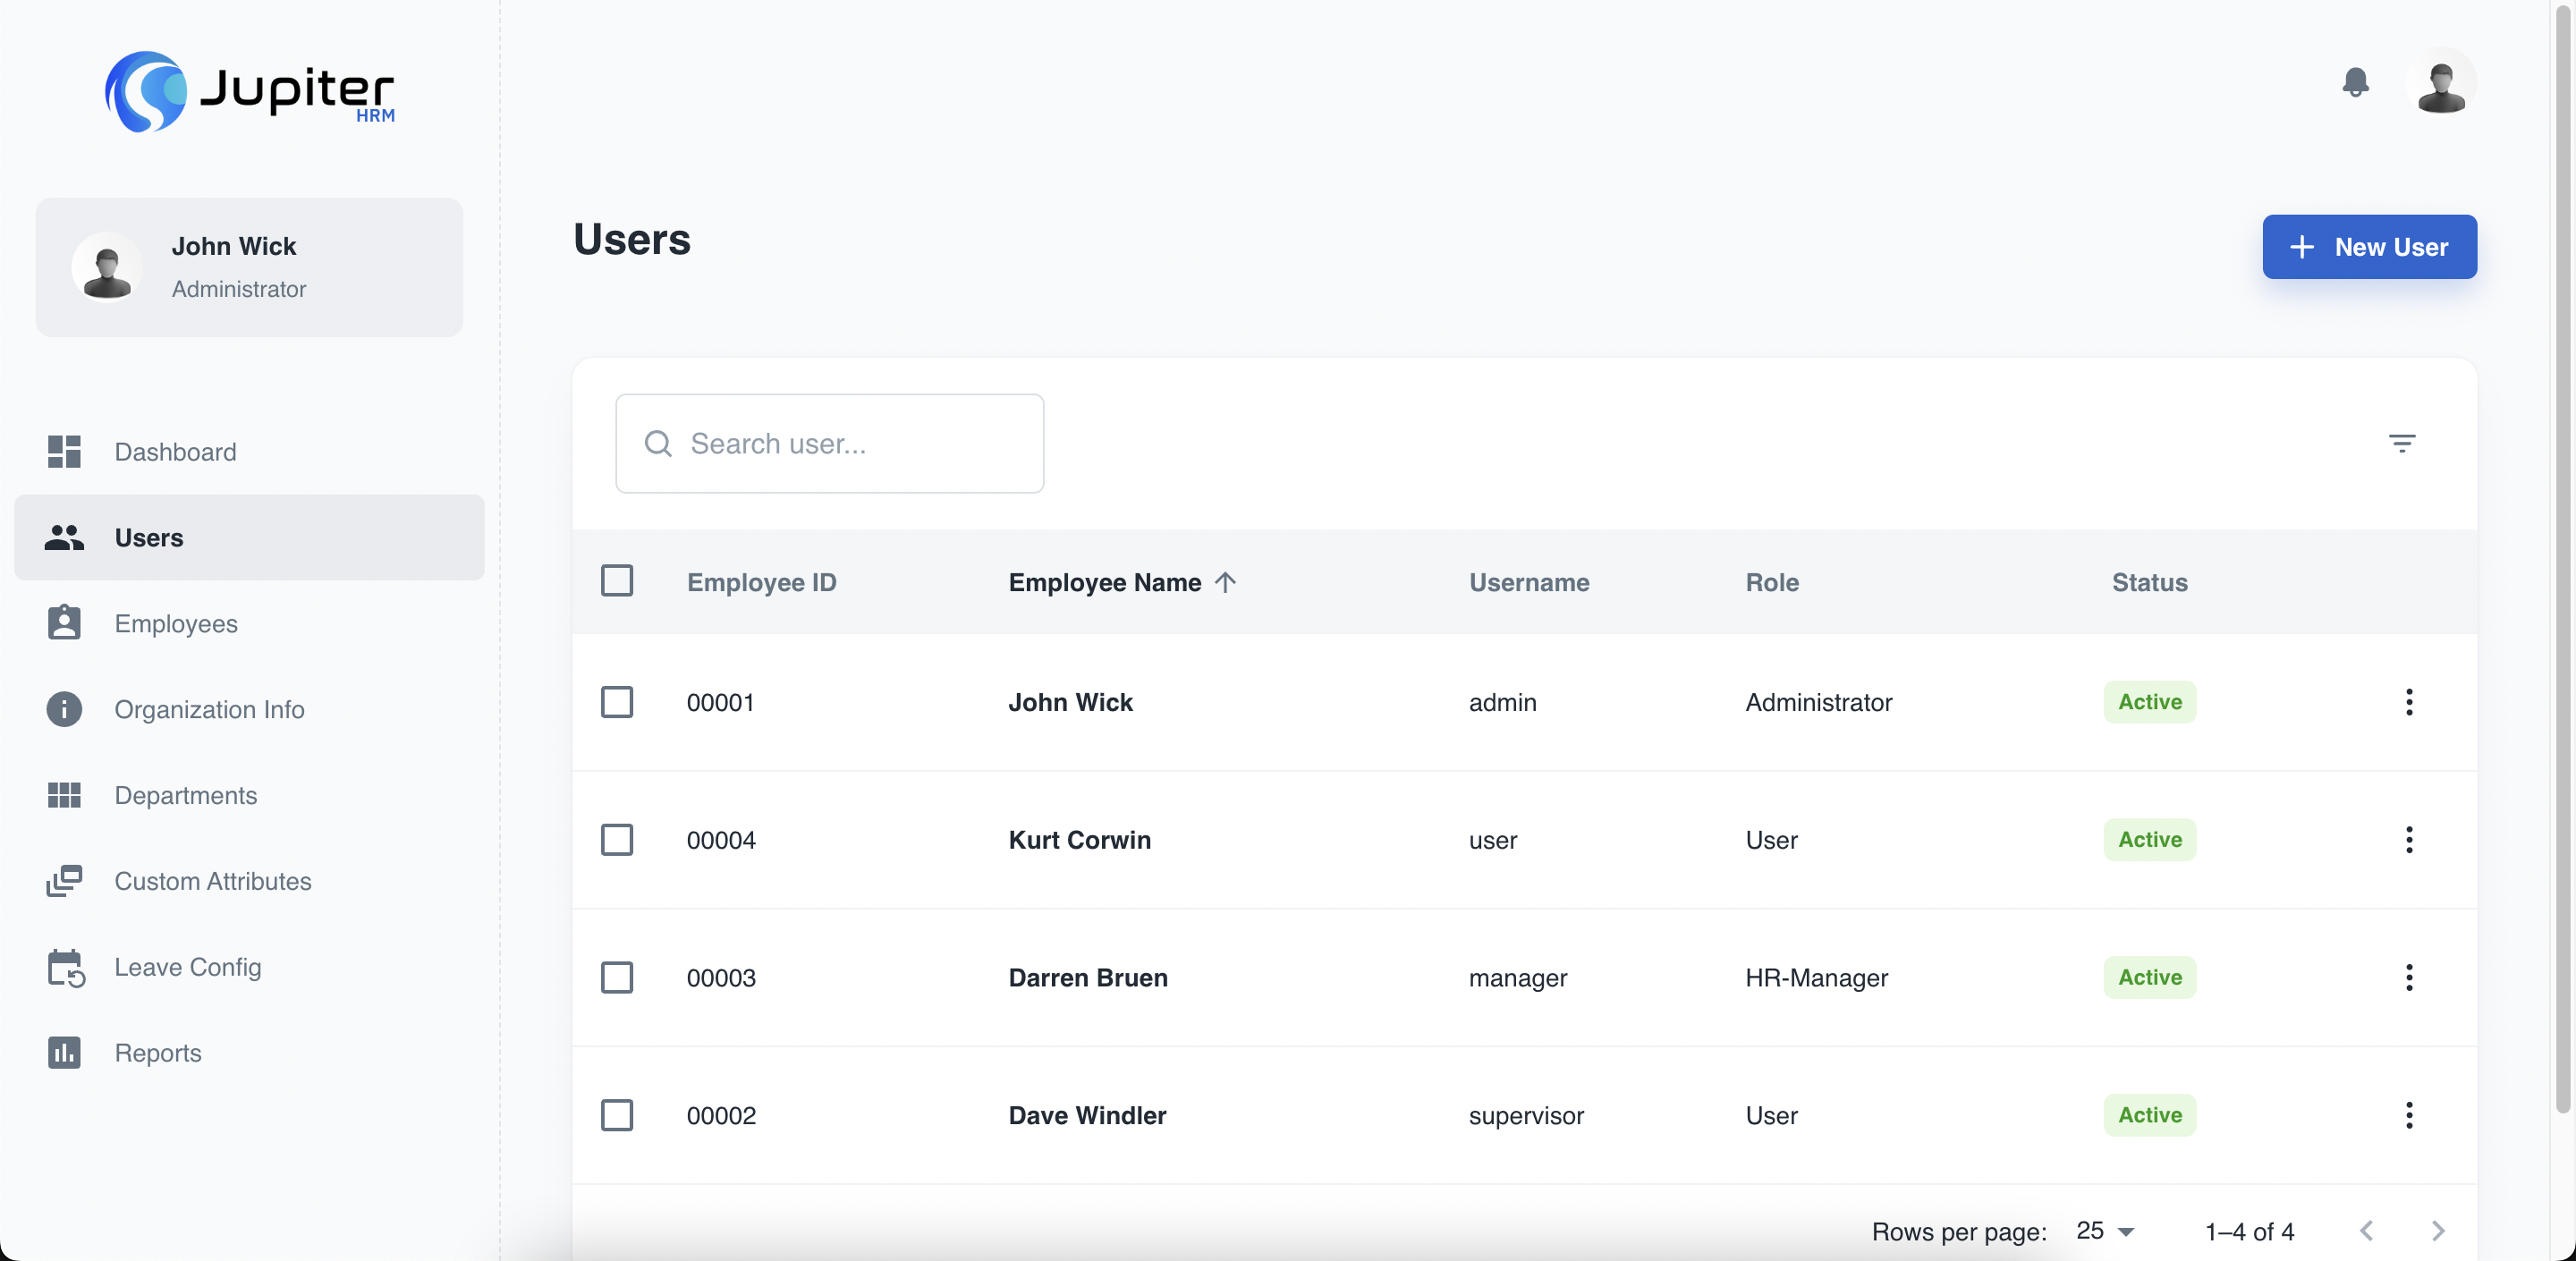 Jupiter
HRM
John Wick
Administrator
Dashboard
Users
Employees
Organization Info
Departments
Custom Attributes
Leave Config
Reports
Users
New User
Search user...
Employee ID Employee Name Username Role Status
00001 John Wick admin Administrator Active
00004 Kurt Corwin user User Active
00003 Darren Bruen manager HR-Manager Active
00002 Dave Windler supervisor User Active
Rows per page: 25 1–4 of 4